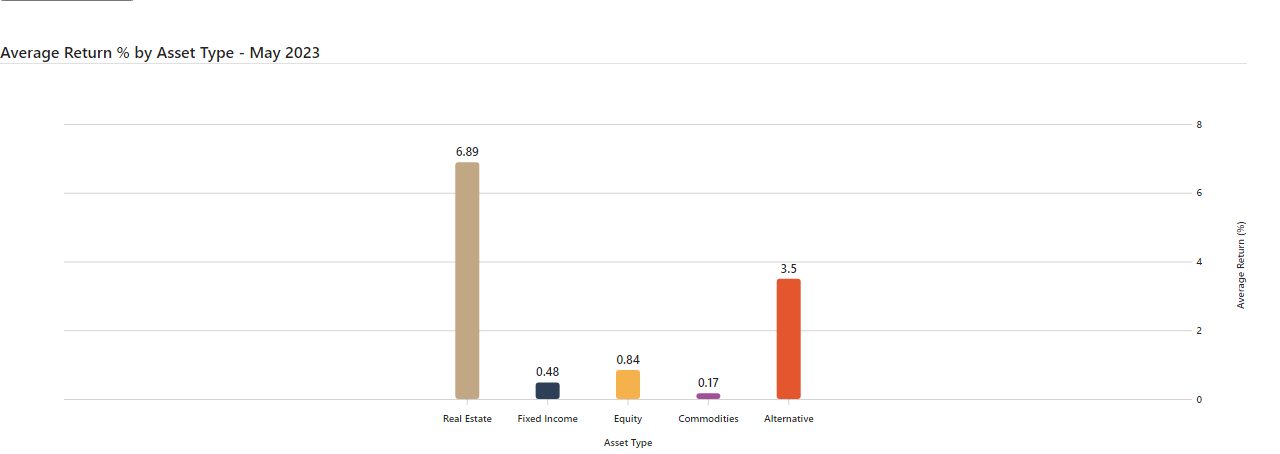 Average Return % by Asset Type - May 2023
8
6.89
6
Average Return (%)
4
3.5
2
0.84
0.48
0.17
0
Real Estate Fixed Income Equity Commodities Alternative
Asset Type